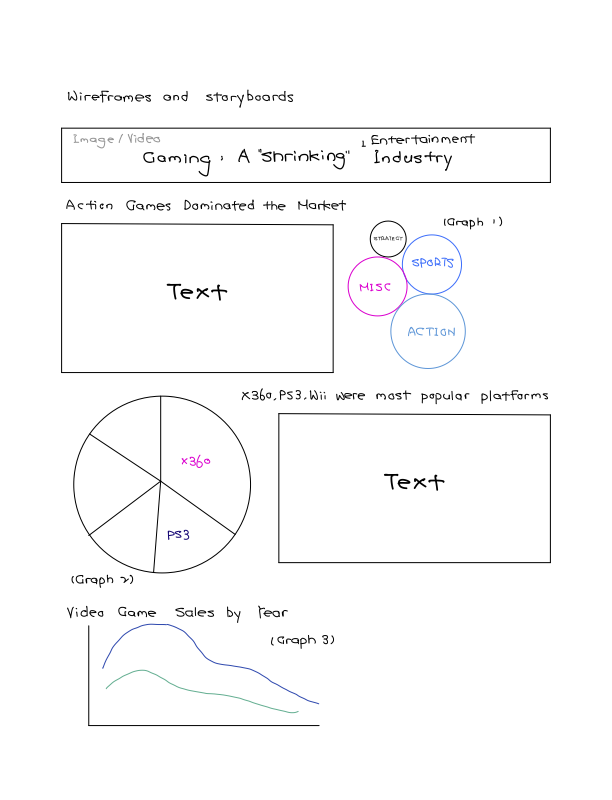 Wireframes and storyboards
Image / Video
Gaming: A "shrinking" Entertainment Industry
Action Games Dominated the Market
(Graph 1)
STRATEGY
SPORTS
MISC
ACTION
Text
X360, PS3, Wii were most popular platforms
X360
PS3
Text
(Graph 2)
Video Game Sales by Year
(Graph 3)